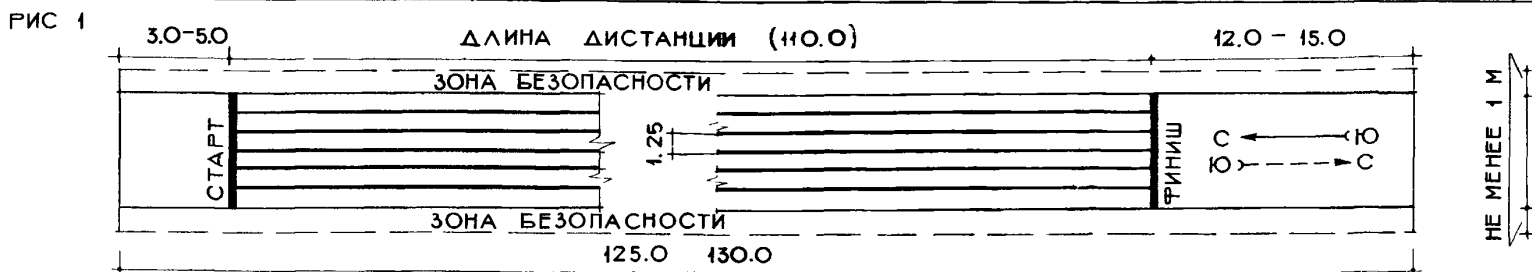 РИС 1
3.0-5.0 ДЛИНА ДИСТАНЦИИ (110.0) 12.0 - 15.0
ЗОНА БЕЗОПАСНОСТИ
СТАРТ
1.25
ФИНИШ
С Ю
Ю С
НЕ МЕНЕЕ 1 М
ЗОНА БЕЗОПАСНОСТИ
125.0 130.0